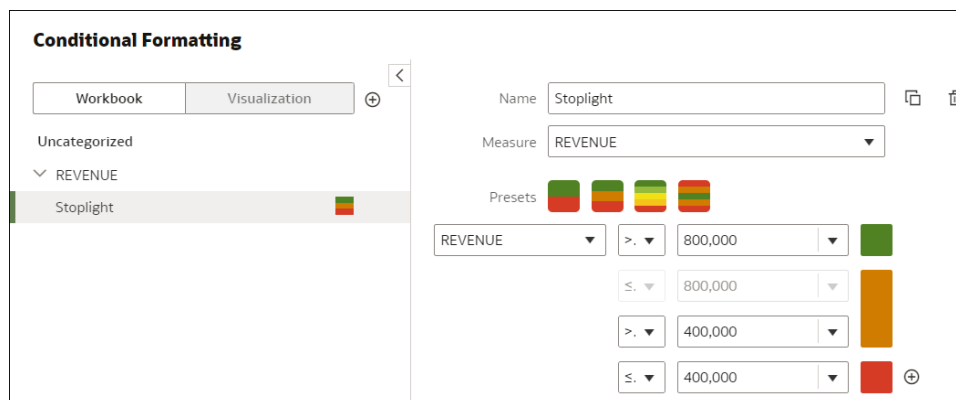 Conditional Formatting
Workbook Visualization
Uncategorized
REVENUE
Stoplight
Name Stoplight
Measure REVENUE
Presets
REVENUE >. 800,000
≤. 800,000
>. 400,000
≤. 400,000